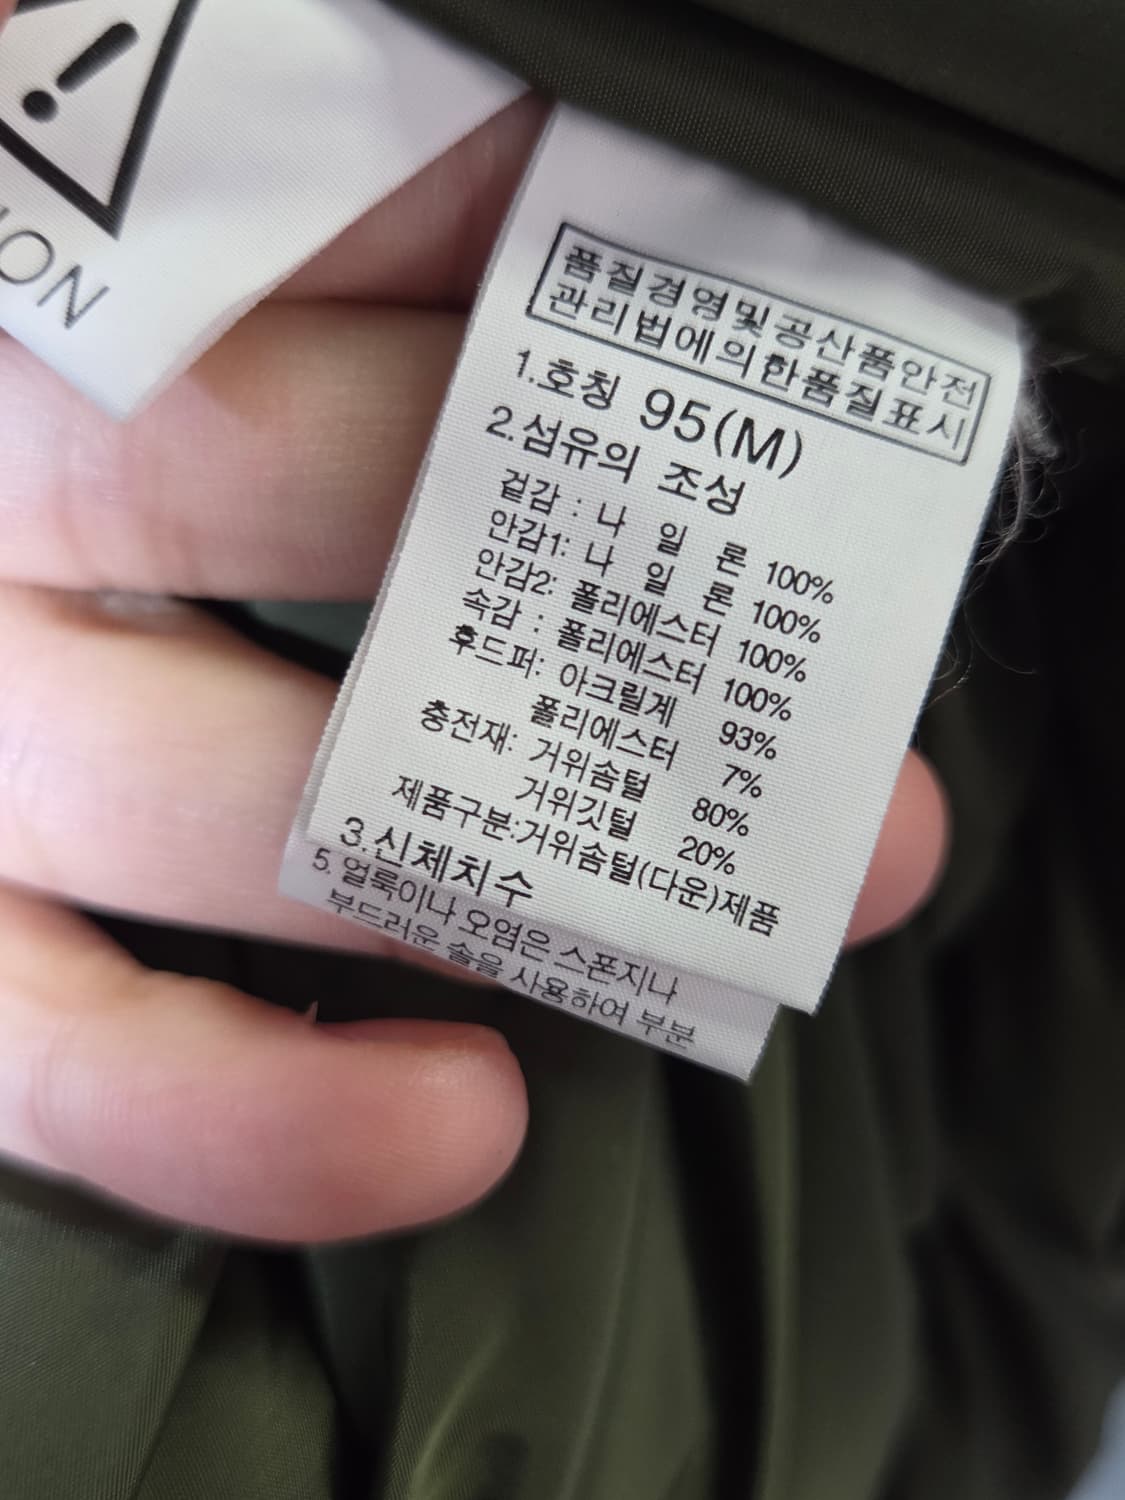 품질경영및공산품안전
관리법에의한품질표시
1.호칭 95(M)
2.섬유의 조성
겉감 : 나 일 론 100%
안감1: 나 일 론 100%
안감2: 폴리에스터 100%
속감 : 폴리에스터 100%
후드퍼: 아크릴계 93%
폴리에스터 7%
충전재: 거위솜털 80%
거위깃털 20%
제품구분:거위솜털(다운)제품
3.신체치수
5. 얼룩이나 오염은 스폰지나
부드러운 솔을 사용하여 부분